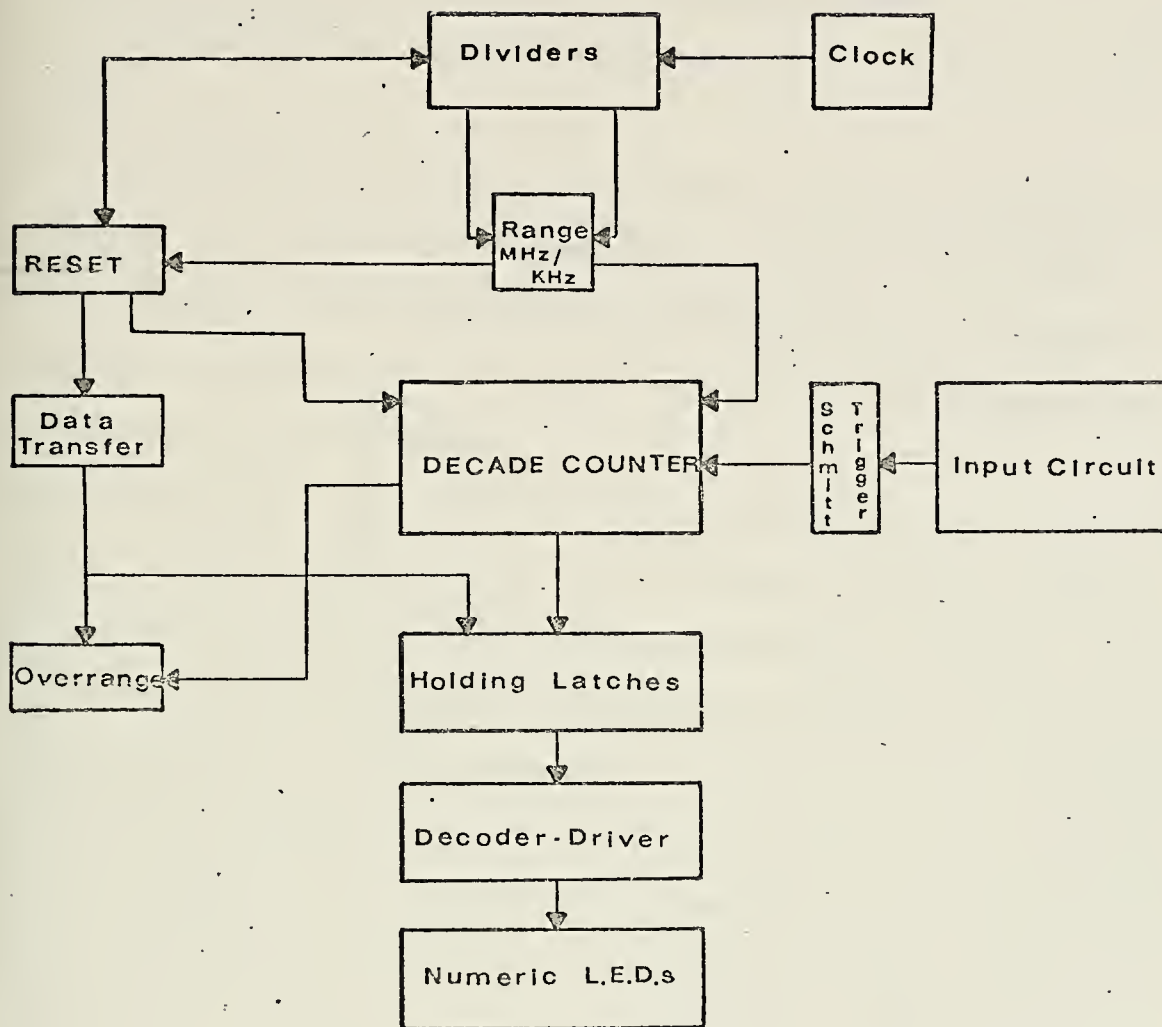 Dividers
Clock
Range
MHz/
KHz
RESET
Data
Transfer
DECADE COUNTER
Schmitt
Trigger
Input Circuit
Overrange
Holding Latches
Decoder-Driver
Numeric L.E.D.s